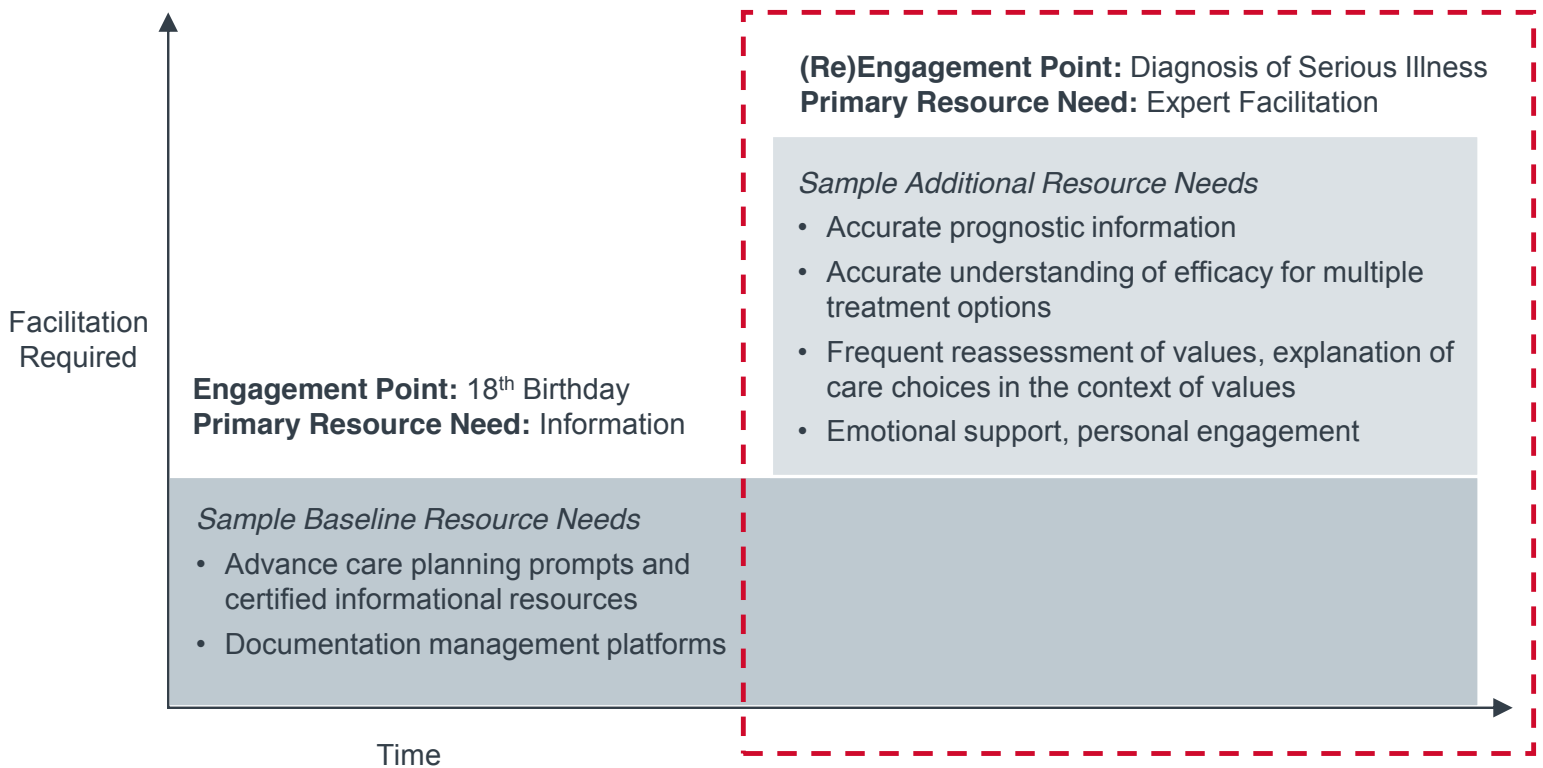 (Re)Engagement Point: Diagnosis of Serious Illness
Primary Resource Need: Expert Facilitation
Sample Additional Resource Needs
• Accurate prognostic information
• Accurate understanding of efficacy for multiple
treatment options
• Frequent reassessment of values, explanation of
care choices in the context of values
• Emotional support, personal engagement
Facilitation
Required
Engagement Point: 18th Birthday
Primary Resource Need: Information
Sample Baseline Resource Needs
• Advance care planning prompts and
certified informational resources
• Documentation management platforms
Time